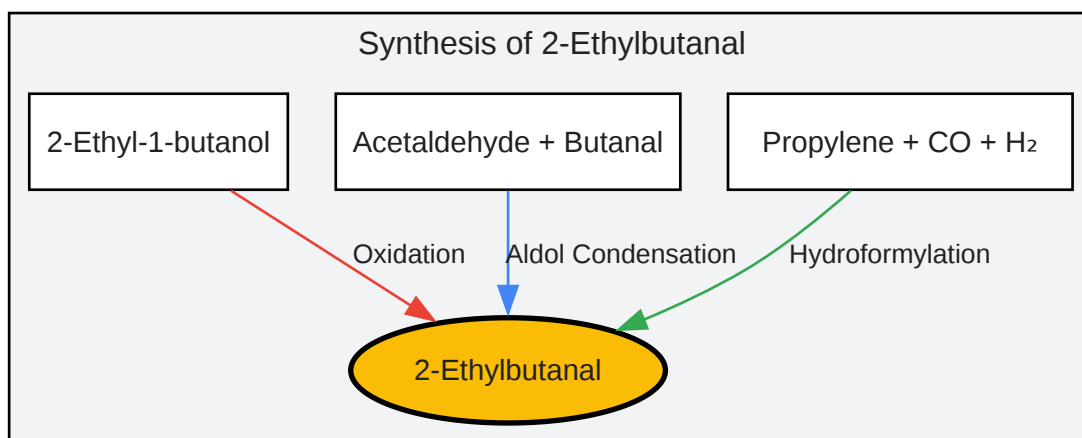 Synthesis of 2-Ethylbutanal
2-Ethyl-1-butanol
Acetaldehyde + Butanal
Propylene + CO + H₂
Oxidation
Aldol Condensation
Hydroformylation
2-Ethylbutanal